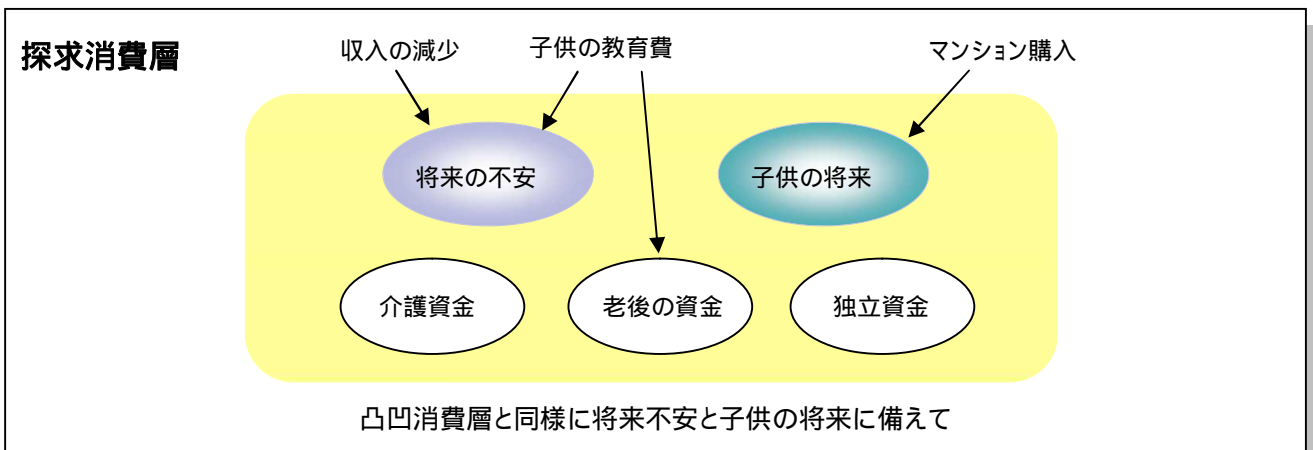 探求消費層
収入の減少
子供の教育費
マンション購入
将来の不安
子供の将来
介護資金
老後の資金
独立資金
凸凹消費層と同様に将来不安と子供の将来に備えて